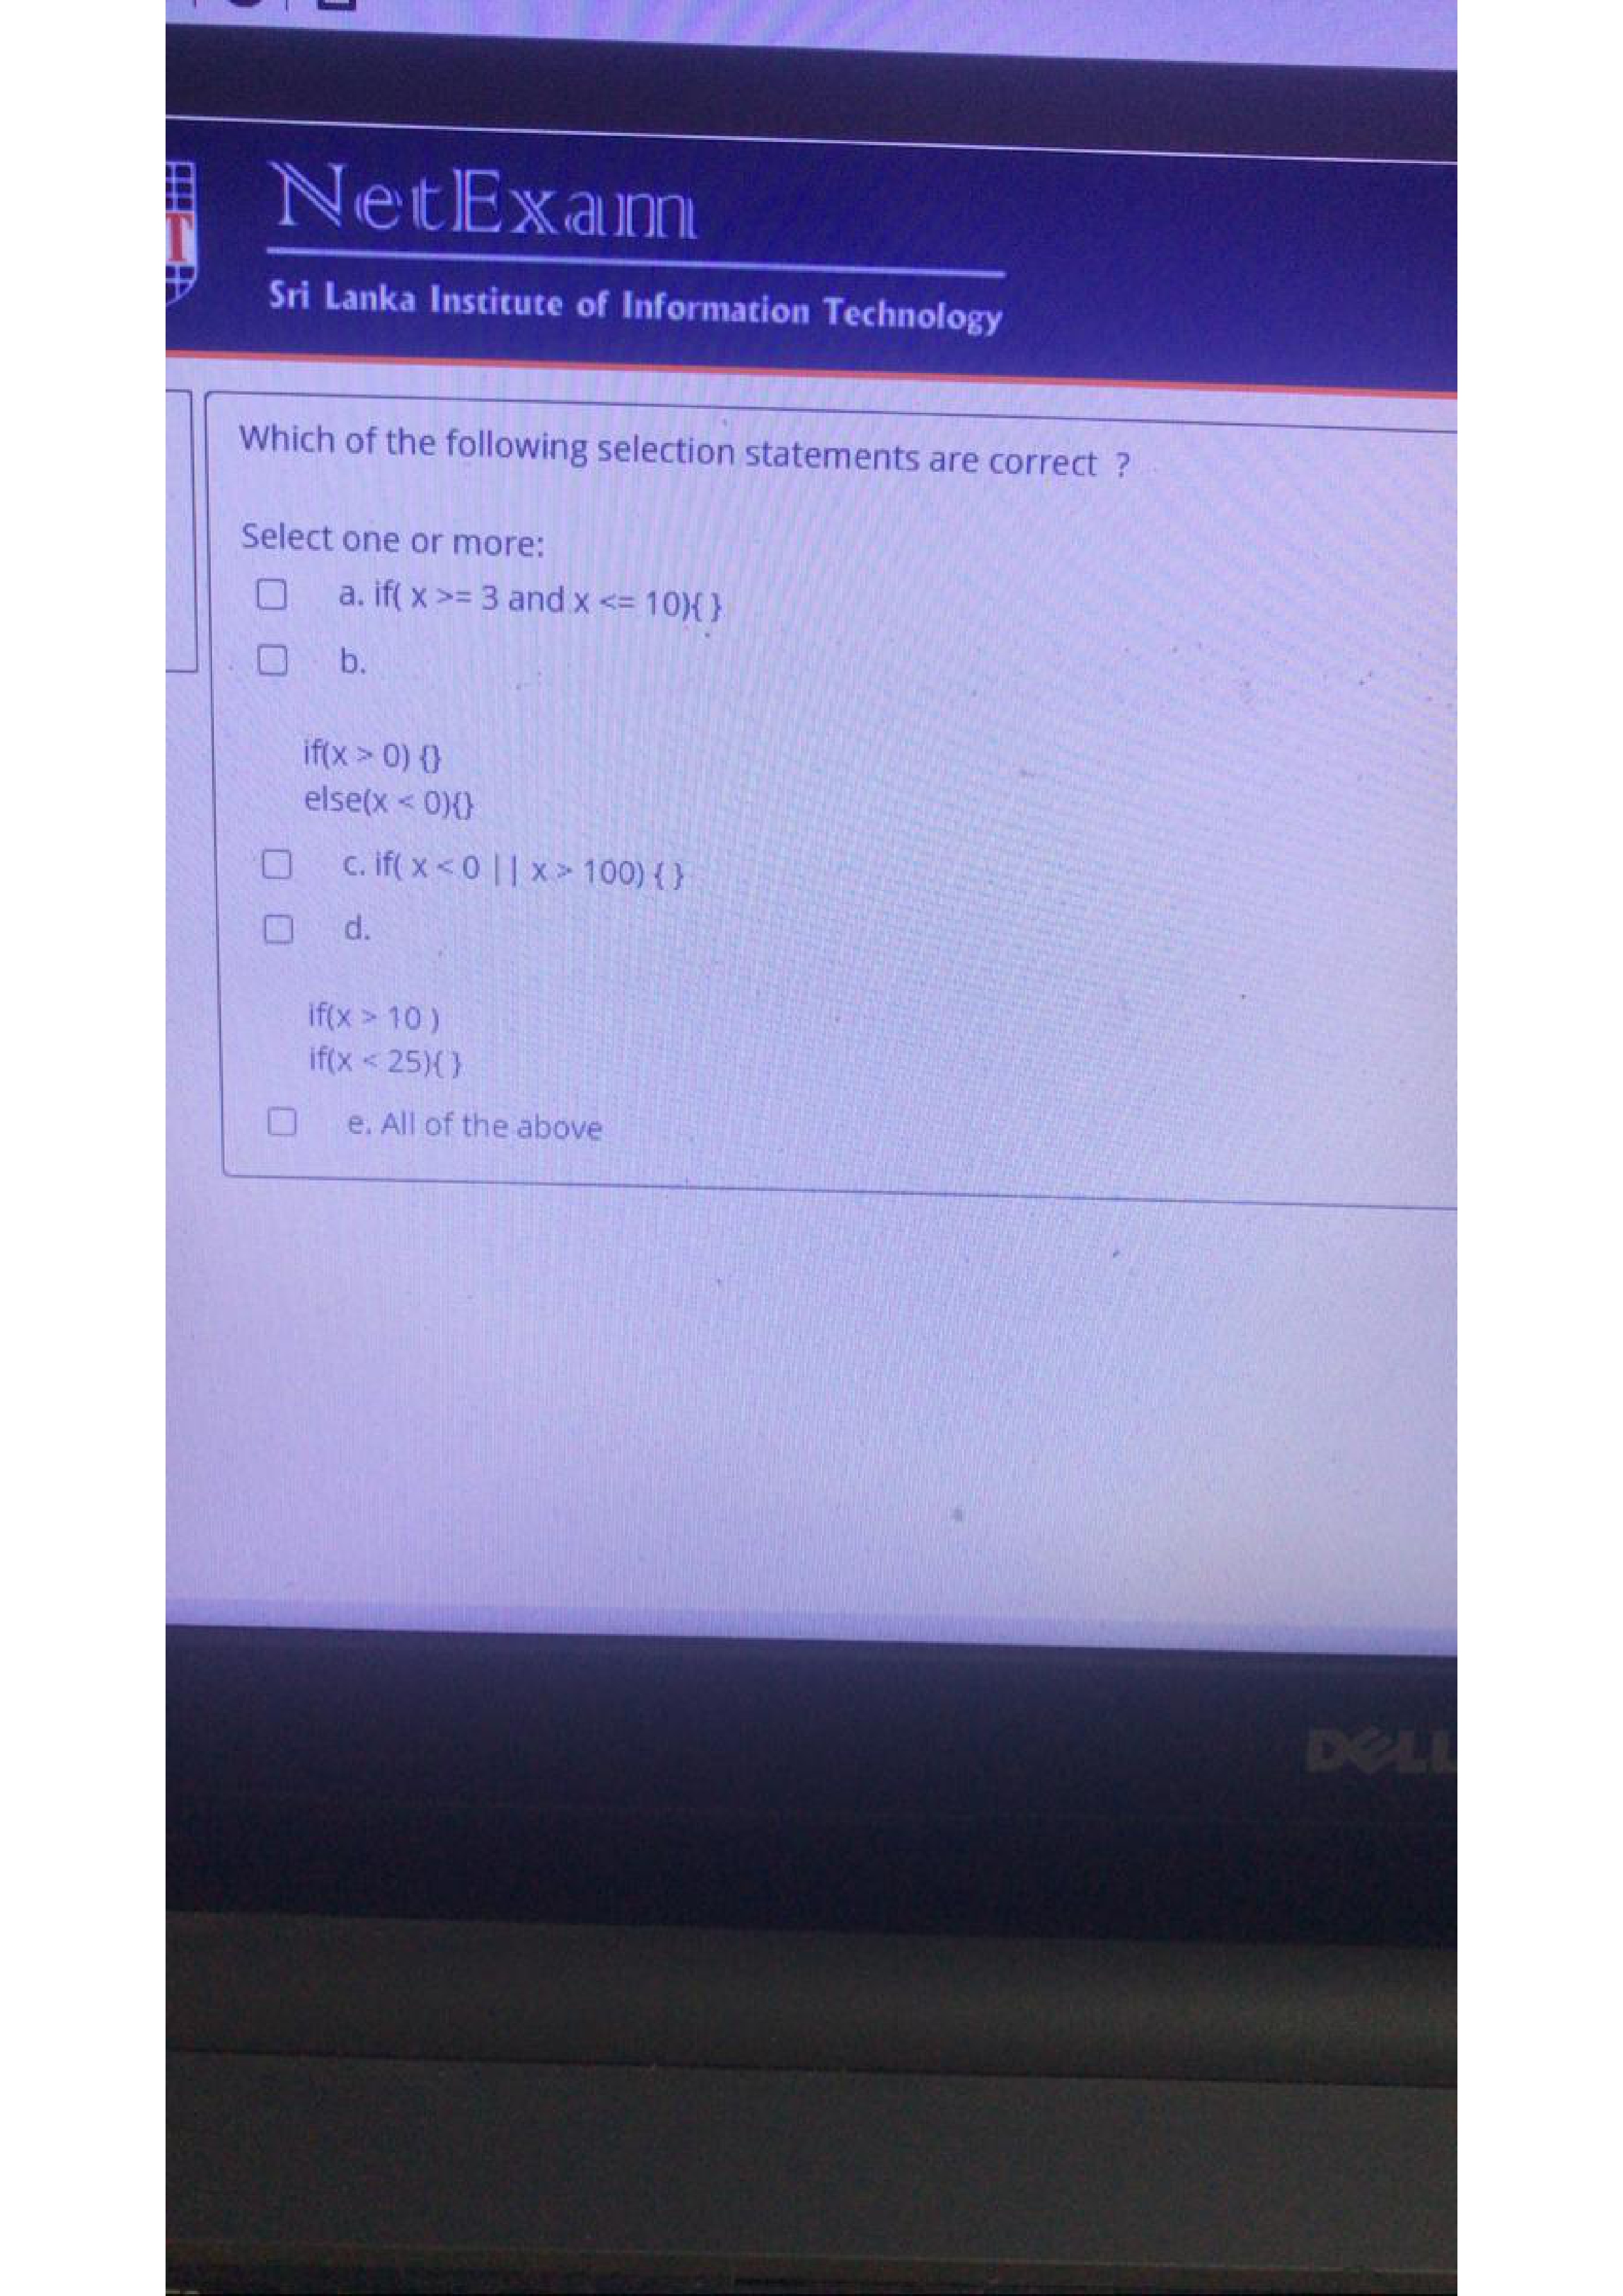 T
NetExam
Sri Lanka Institute of Information Technology
Which of the following selection statements are correct ?
Select one or more:
a. if( x >= 3 and x <= 10){ }
b.
if(x > 0) {}
else(x < 0){}
c. if( x < 0 || x > 100) { }
d.
if(x > 10 )
if(x < 25){ }
e. All of the above
DELL